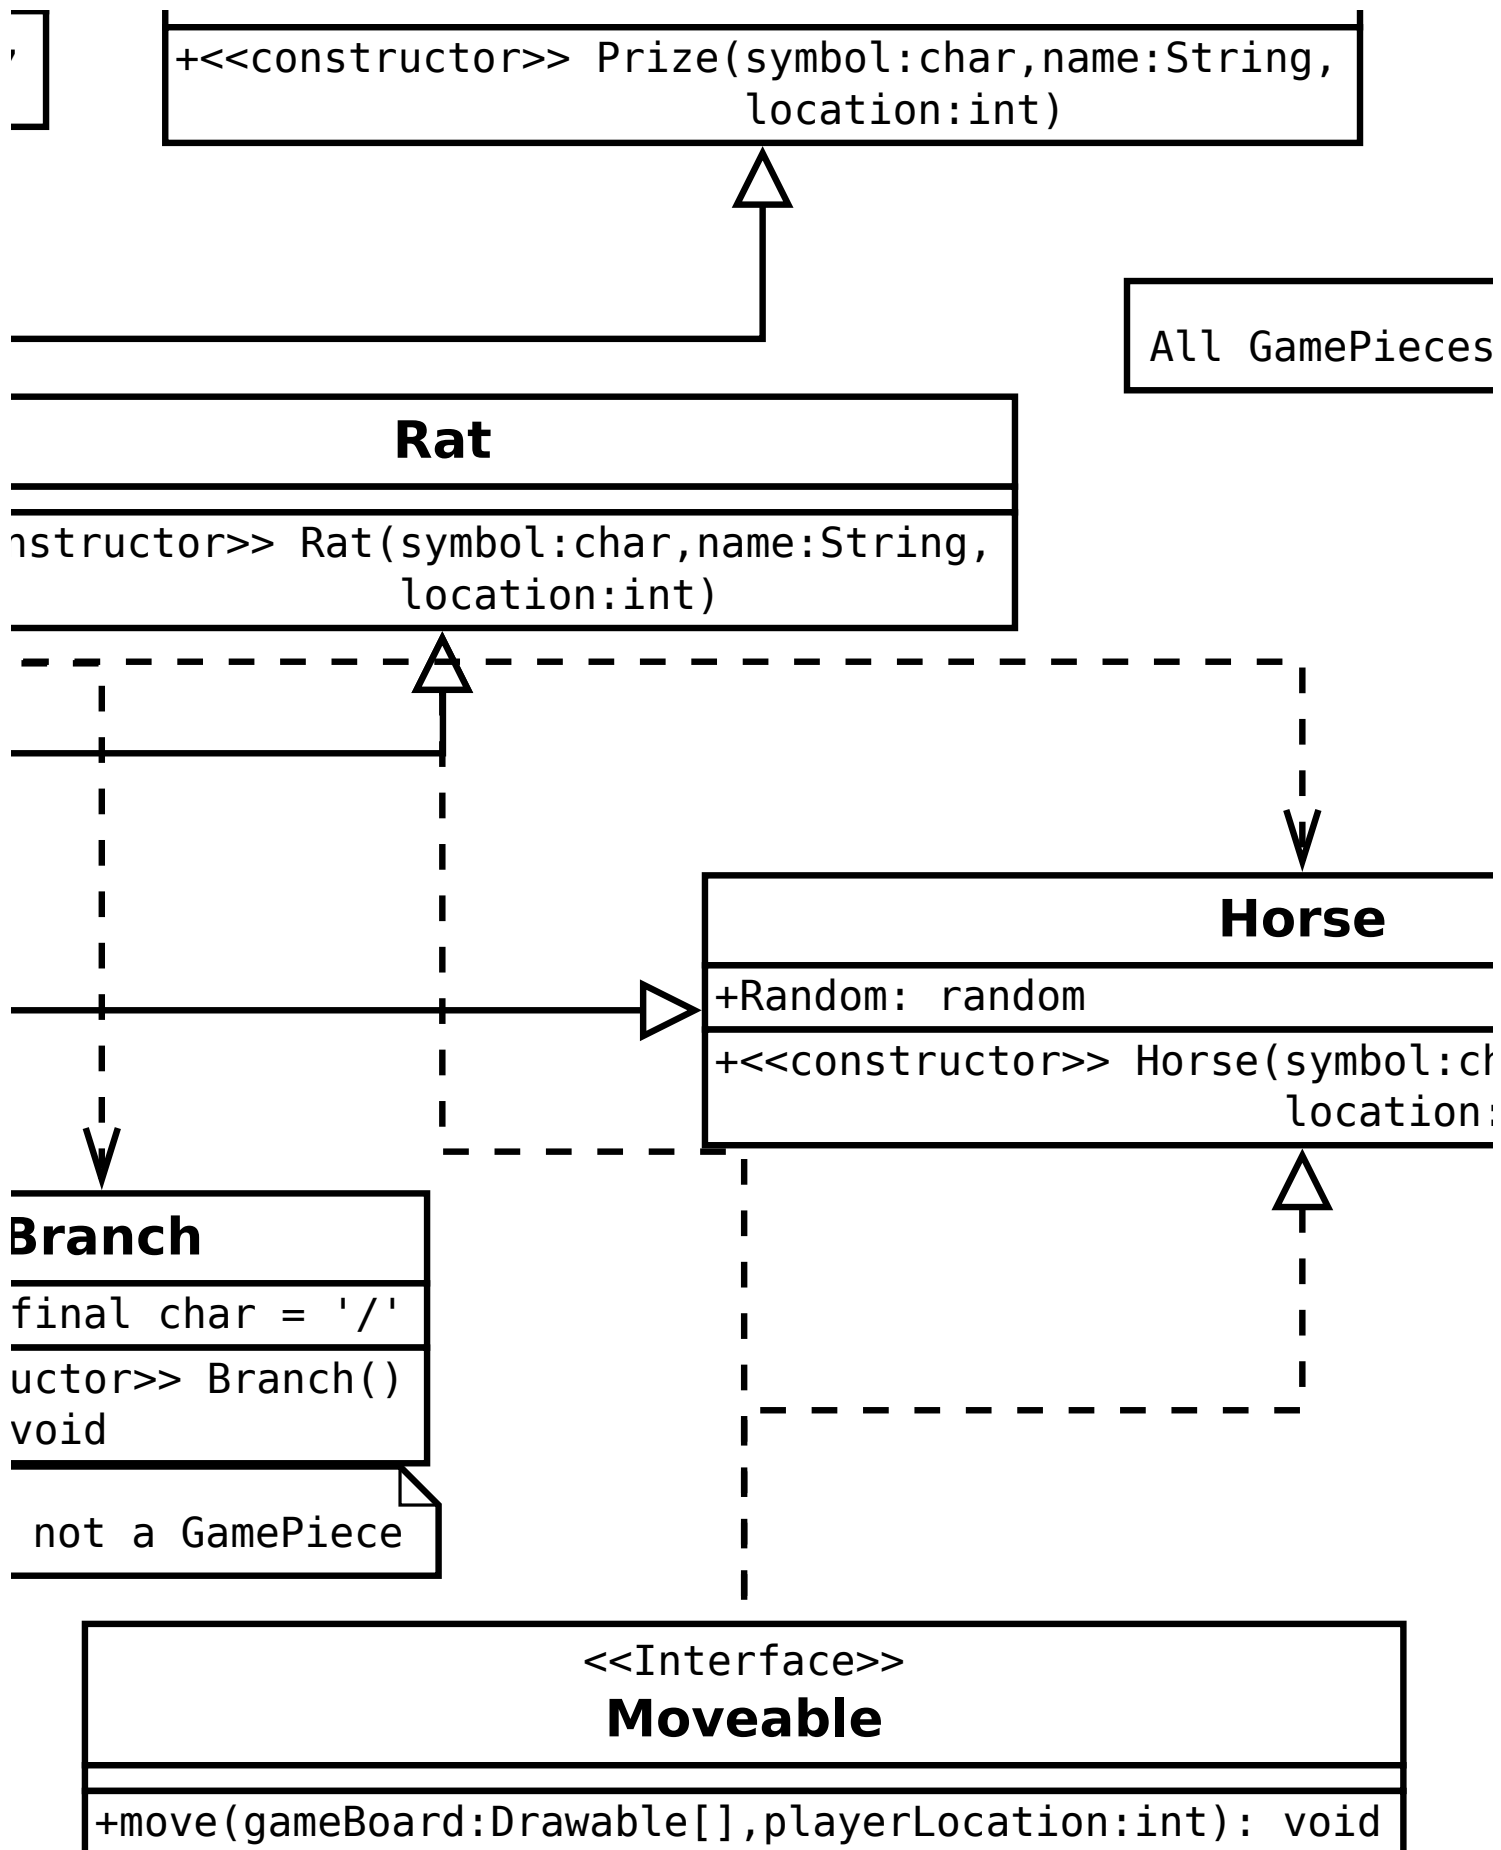 +<<constructor>> Prize(symbol:char,name:String,
location:int)
All GamePieces
Rat
nstructor>> Rat(symbol:char,name:String,
location:int)
Horse
+Random: random
+<<constructor>> Horse(symbol:ch
location:
Branch
final char = '/'
uctor>> Branch()
void
not a GamePiece
<<Interface>>
Moveable
+move(gameBoard:Drawable[],playerLocation:int): void